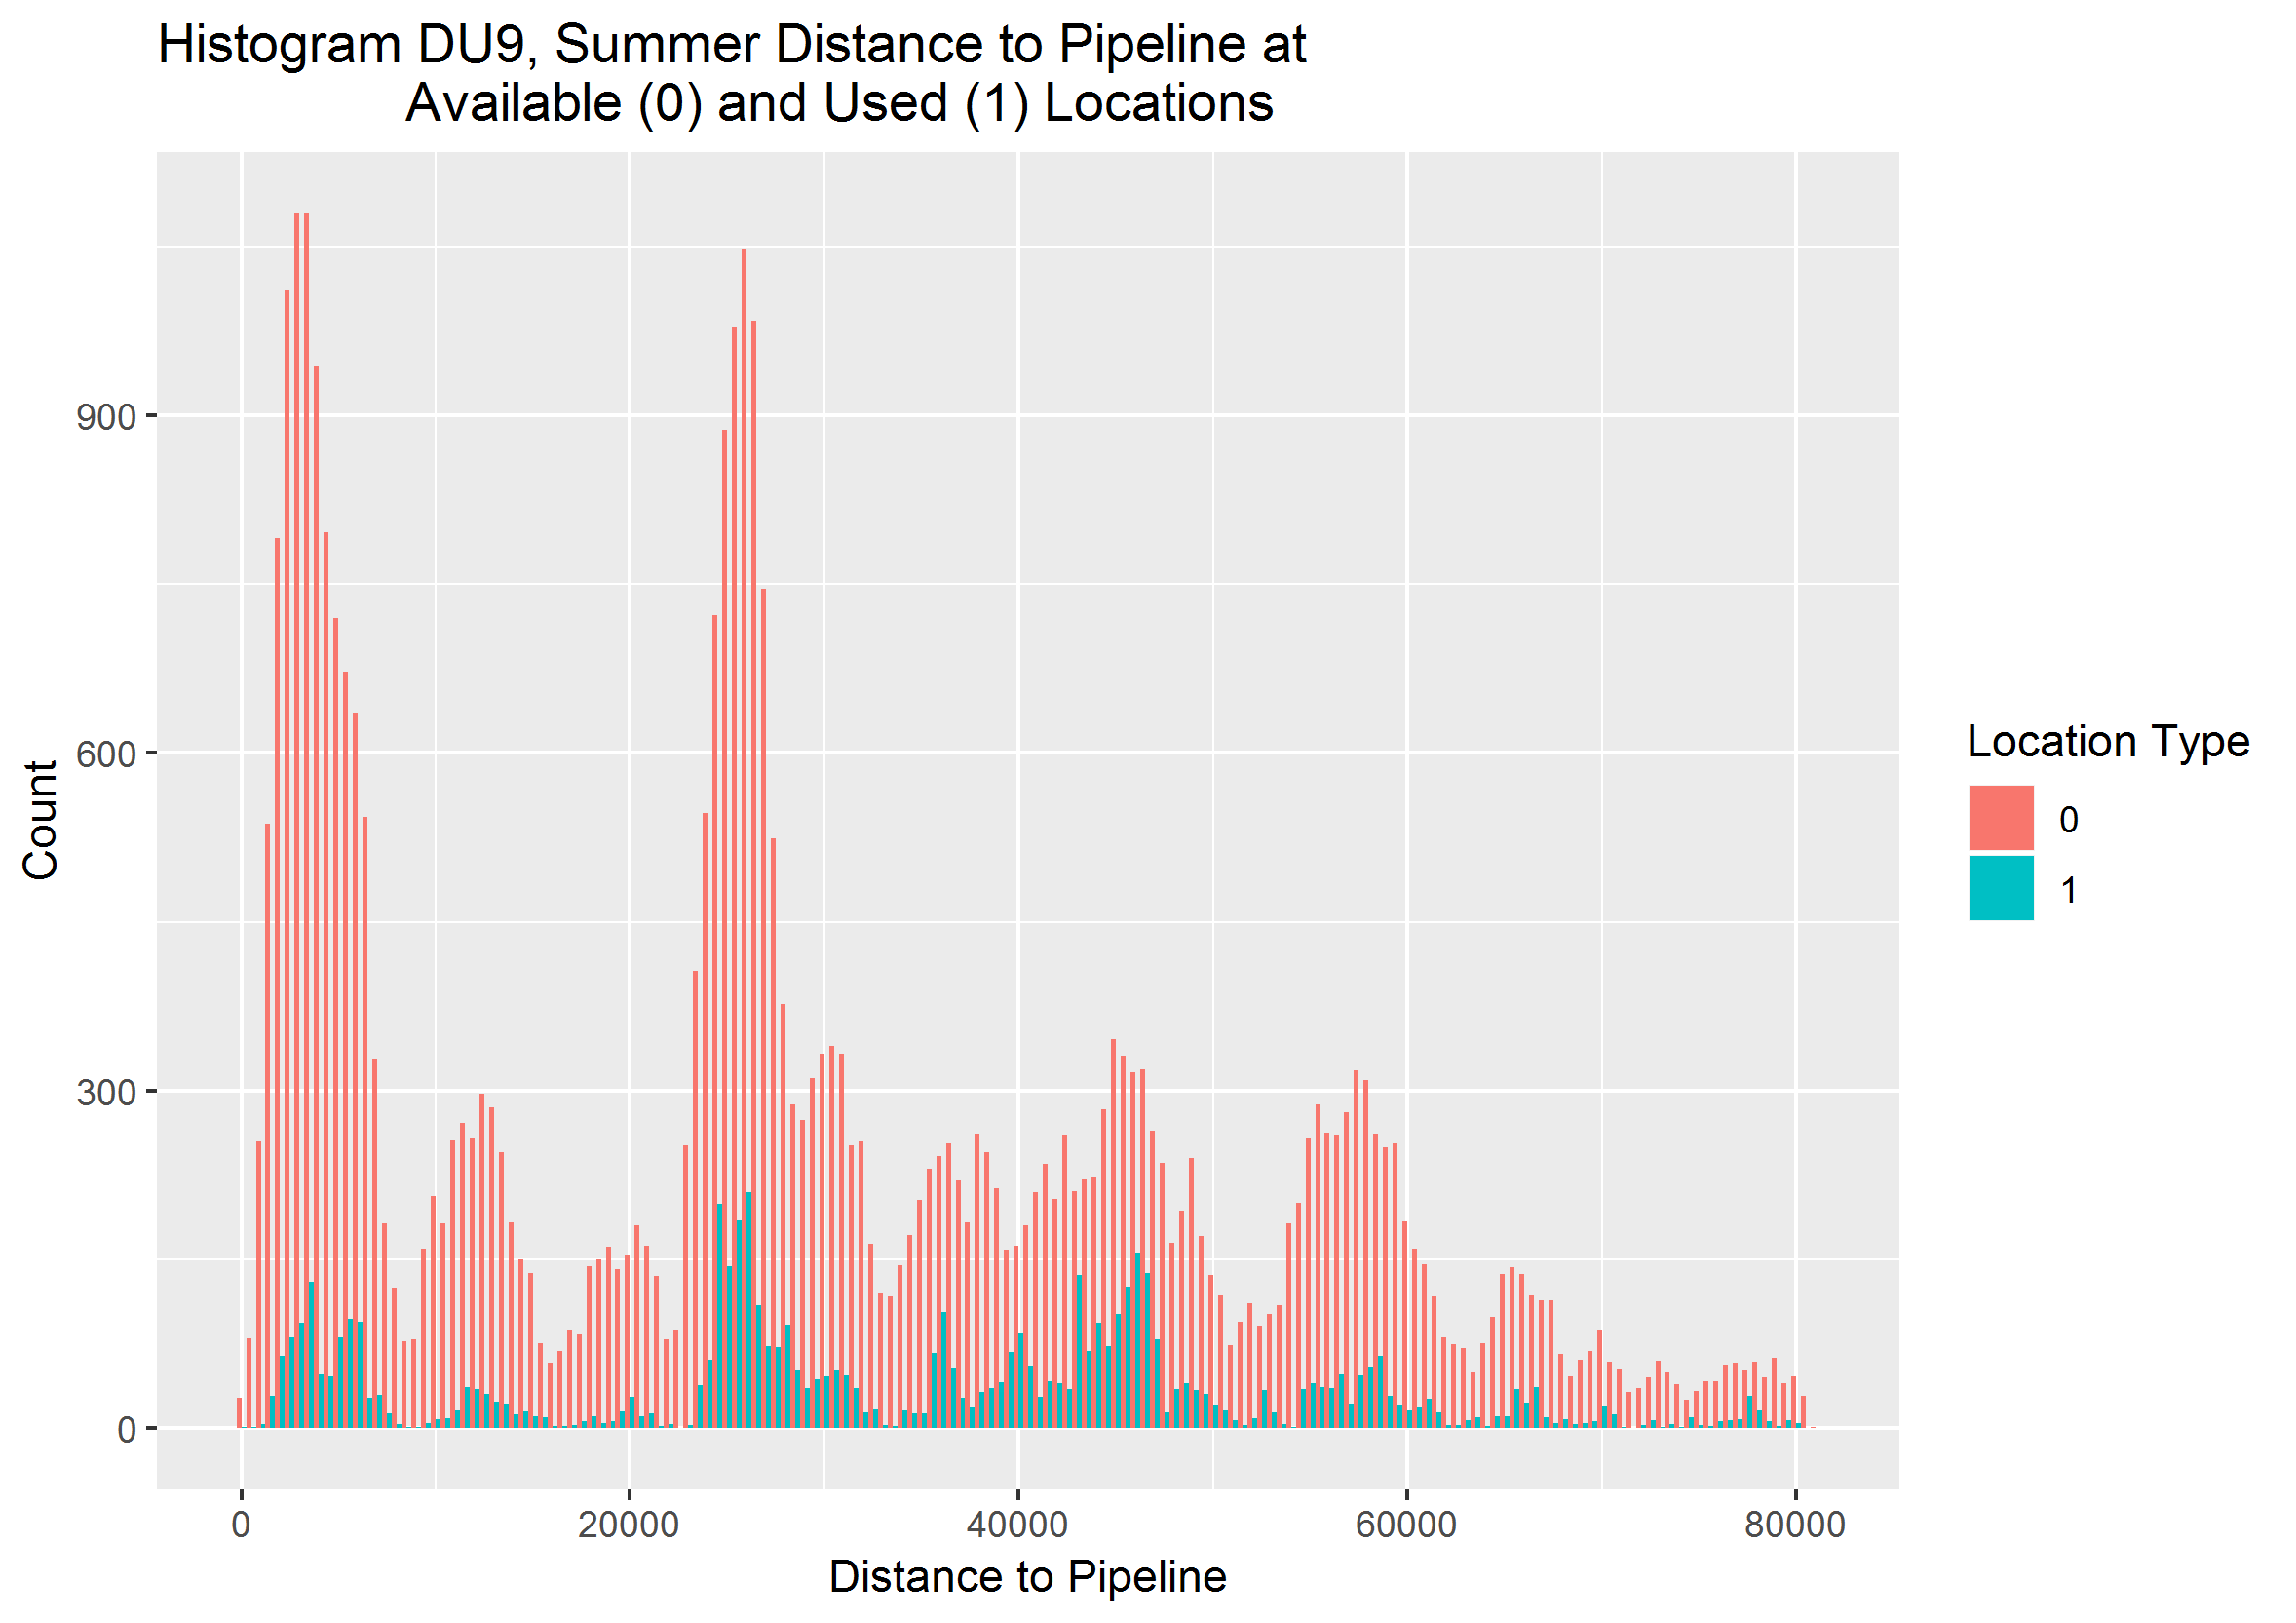 Histogram DU9, Summer Distance to Pipeline at
Available (0) and Used (1) Locations
900
600
300
0
Count
0
20000
40000
60000
80000
Distance to Pipeline
Location Type
0
1